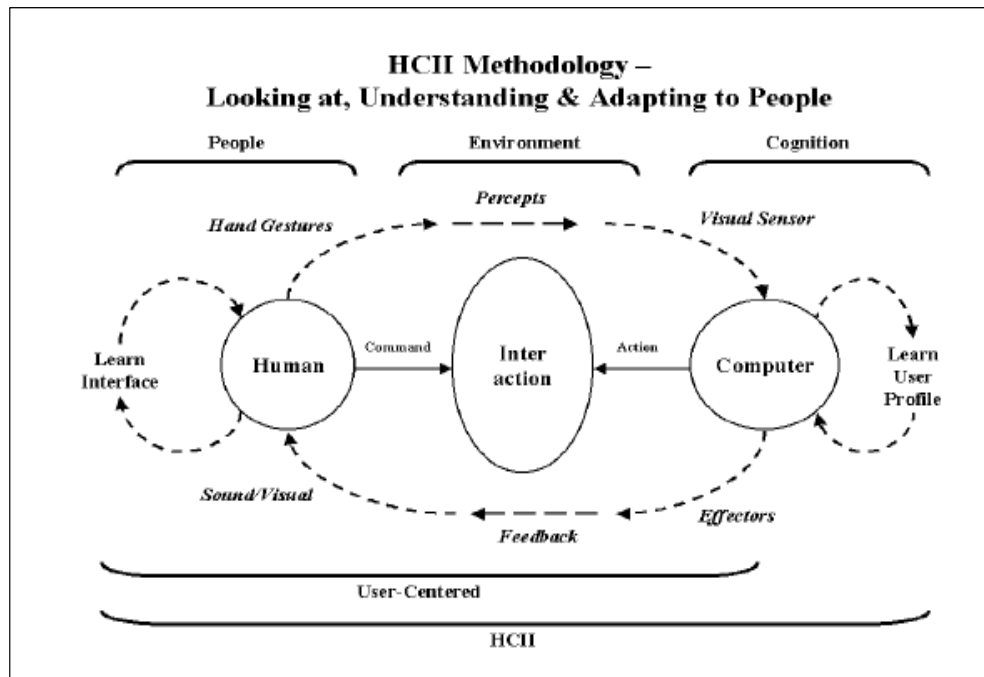 HCII Methodology –
Looking at, Understanding & Adapting to People
People
Environment
Cognition
Percepts
Hand Gestures
Visual Sensor
Learn
Interface
Human
Command
Inter
action
Action
Computer
Learn
User
Profile
Sound/Visual
Feedback
Effectors
User-Centered
HCII